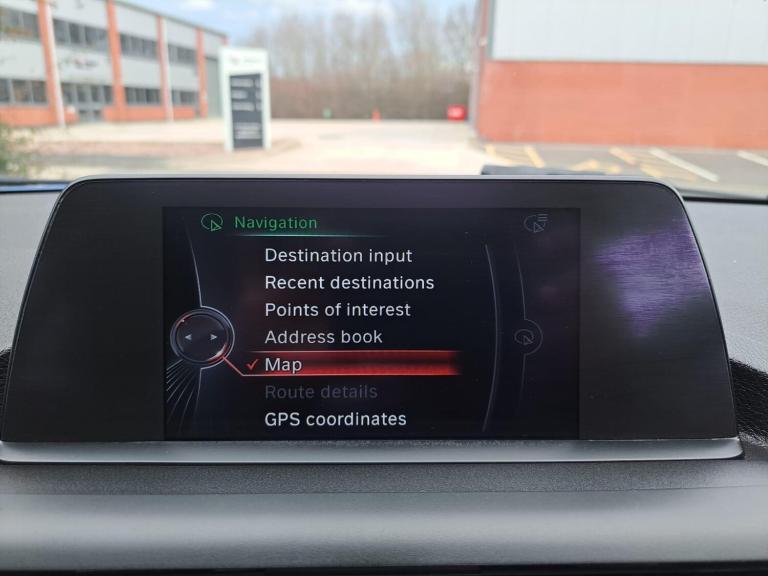 Navigation
Destination input
Recent destinations
Points of interest
Address book
Map
Route details
GPS coordinates